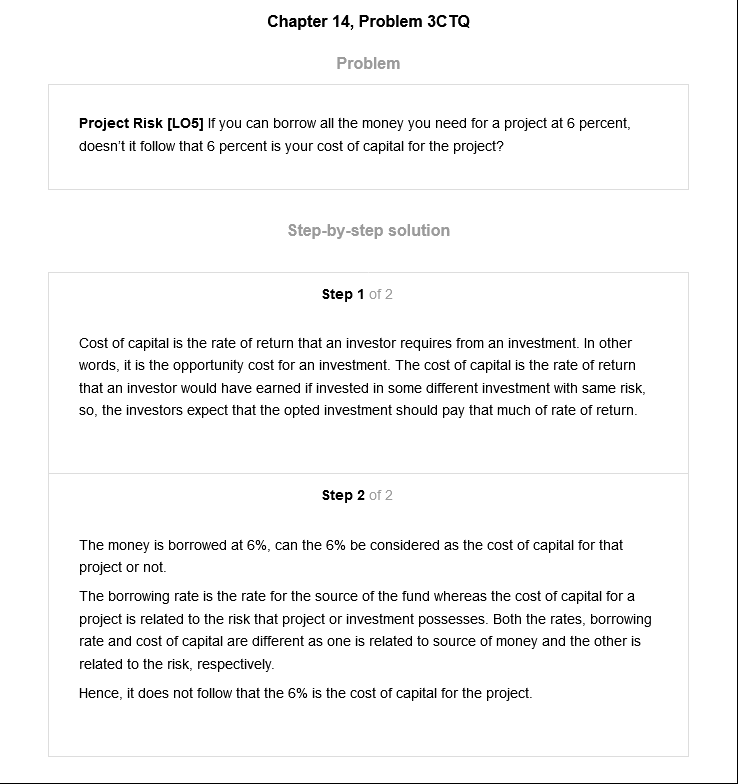 Chapter 14, Problem 3CTQ
Problem
Project Risk [LO5] If you can borrow all the money you need for a project at 6 percent,
doesn't it follow that 6 percent is your cost of capital for the project?
Step-by-step solution
Step 1 of 2
Cost of capital is the rate of return that an investor requires from an investment. In other
words, it is the opportunity cost for an investment. The cost of capital is the rate of return
that an investor would have earned if invested in some different investment with same risk,
so, the investors expect that the opted investment should pay that much of rate of return.
Step 2 of 2
The money is borrowed at 6%, can the 6% be considered as the cost of capital for that
project or not.
The borrowing rate is the rate for the source of the fund whereas the cost of capital for a
project is related to the risk that project or investment possesses. Both the rates, borrowing
rate and cost of capital are different as one is related to source of money and the other is
related to the risk, respectively.
Hence, it does not follow that the 6% is the cost of capital for the project.